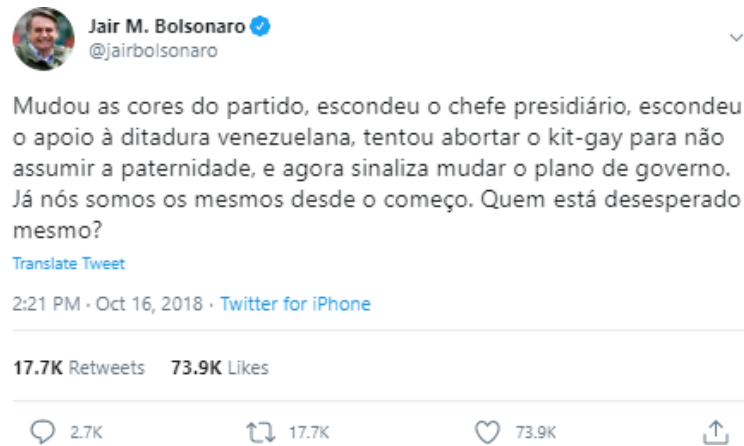 Jair M. Bolsonaro
@jairbolsonaro
Mudou as cores do partido, escondeu o chefe presidiário, escondeu
o apoio à ditadura venezuelana, tentou abortar o kit-gay para não
assumir a paternidade, e agora sinaliza mudar o plano de governo.
Já nós somos os mesmos desde o começo. Quem está desesperado
mesmo?
Translate Tweet
2:21 PM · Oct 16, 2018 · Twitter for iPhone
17.7K Retweets 73.9K Likes
2.7K 17.7K 73.9K